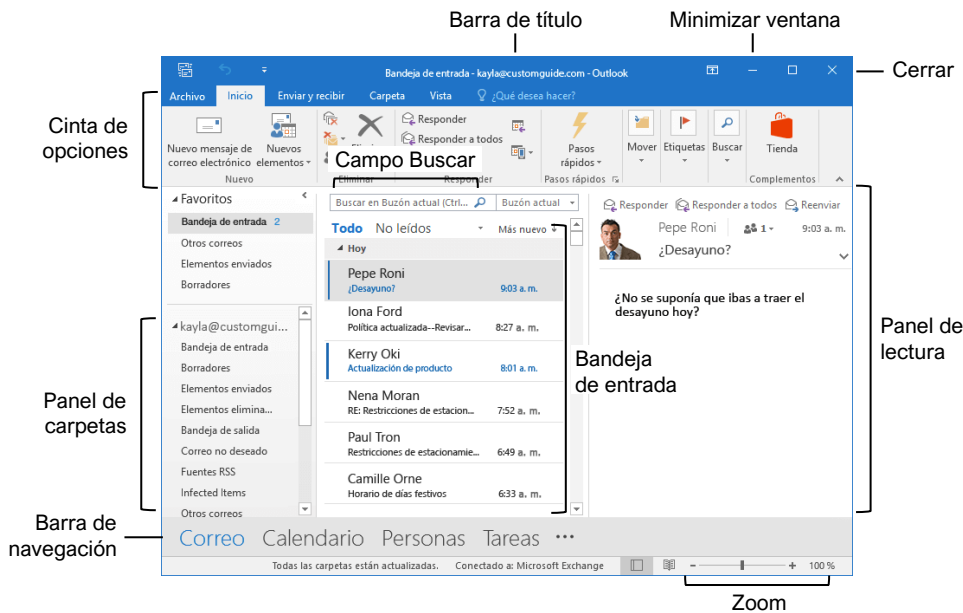 Barra de título
Minimizar ventana
Bandeja de entrada - kayla@customguide.com - Outlook
Cerrar
Archivo Inicio Enviar y recibir Carpeta Vista ¿Qué desea hacer?
Cinta de
opciones
Nuevo mensaje de
correo electrónico
Nuevos
elementos
Nuevo
Eliminar
Responder
Responder a todos
Responder
Pasos
rápidos
Pasos rápidos
Mover
Etiquetas
Buscar
Tienda
Complementos
Campo Buscar
Favoritos
Bandeja de entrada 2
Otros correos
Elementos enviados
Borradores
kayla@customgui...
Bandeja de entrada
Borradores
Elementos enviados
Elementos elimina...
Bandeja de salida
Correo no deseado
Fuentes RSS
Infected Items
Otros correos
Panel de
carpetas
Buscar en Buzón actual (Ctrl... Buzón actual
Todo No leídos Más nuevo
Hoy
Pepe Roni
¿Desayuno? 9:03 a. m.
Iona Ford
Política actualizada--Revisar... 8:27 a. m.
Kerry Oki
Actualización de producto 8:01 a. m.
Nena Moran
RE: Restricciones de estacion... 7:52 a. m.
Paul Tron
Restricciones de estacionamie... 6:49 a. m.
Camille Orne
Horario de días festivos 6:33 a. m.
Bandeja
de entrada
Responder Responder a todos Reenviar
Pepe Roni 1 9:03 a. m.
¿Desayuno?
¿No se suponía que ibas a traer el
desayuno hoy?
Panel de
lectura
Barra de
navegación
Correo Calendario Personas Tareas •••
Todas las carpetas están actualizadas. Conectado a: Microsoft Exchange - + 100 %
Zoom